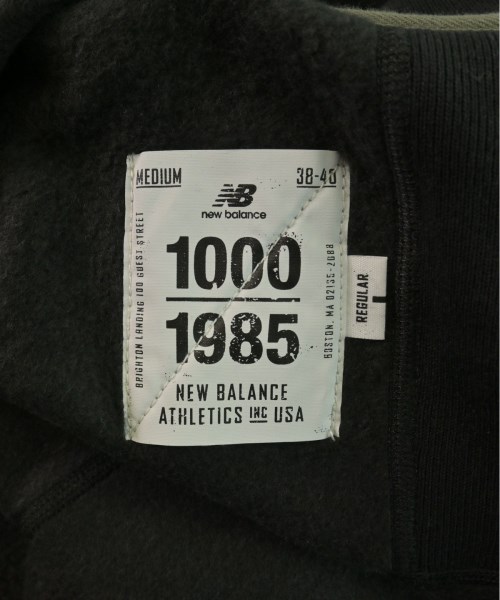 MEDIUM 38-40
NB
new balance
1000
1985
NEW BALANCE
ATHLETICS INC USA
BRIGHTON LANDING 100 GUEST STREET
BOSTON, MA 02135-2088
REGULAR